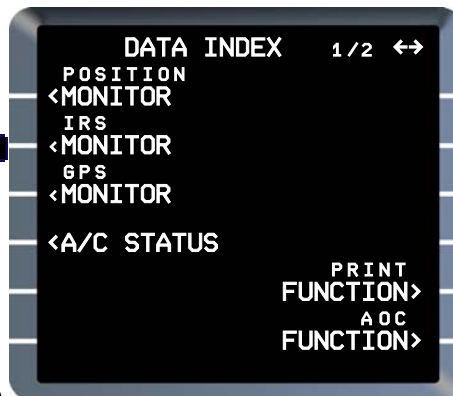 DATA INDEX 1/2 ←→
POSITION
<MONITOR
IRS
<MONITOR
GPS
<MONITOR
<A/C STATUS
PRINT
FUNCTION>
AOC
FUNCTION>